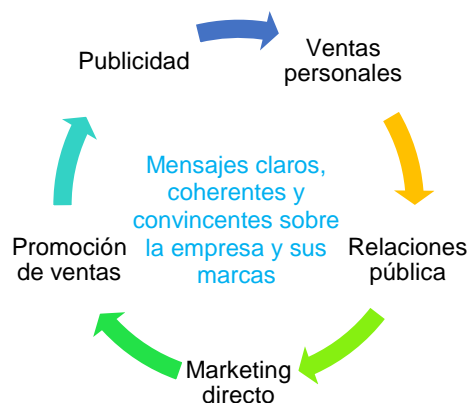 Publicidad
Ventas
personales
Relaciones
pública
Marketing
directo
Promoción
de ventas
Mensajes claros,
coherentes y
convincentes sobre
la empresa y sus
marcas